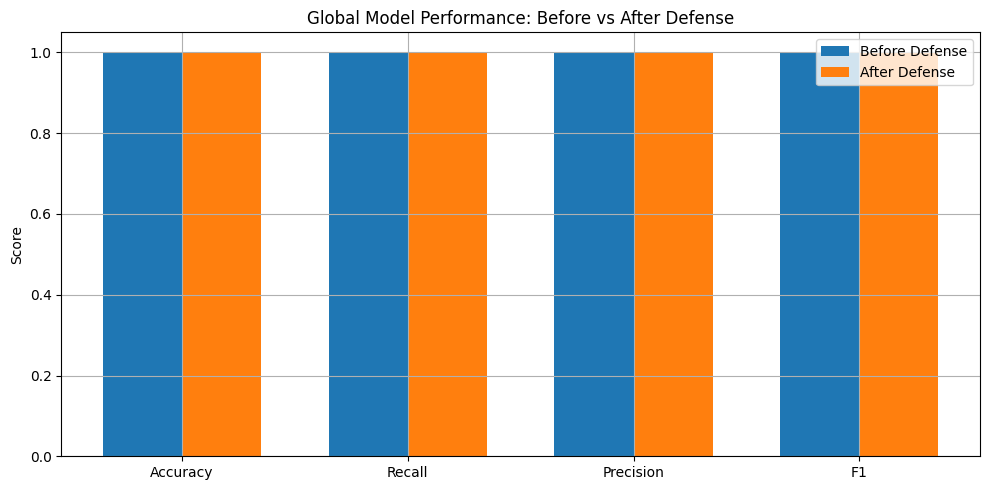 Global Model Performance: Before vs After Defense
Before Defense
After Defense
Score
1.0
0.8
0.6
0.4
0.2
0.0
Accuracy Recall Precision F1